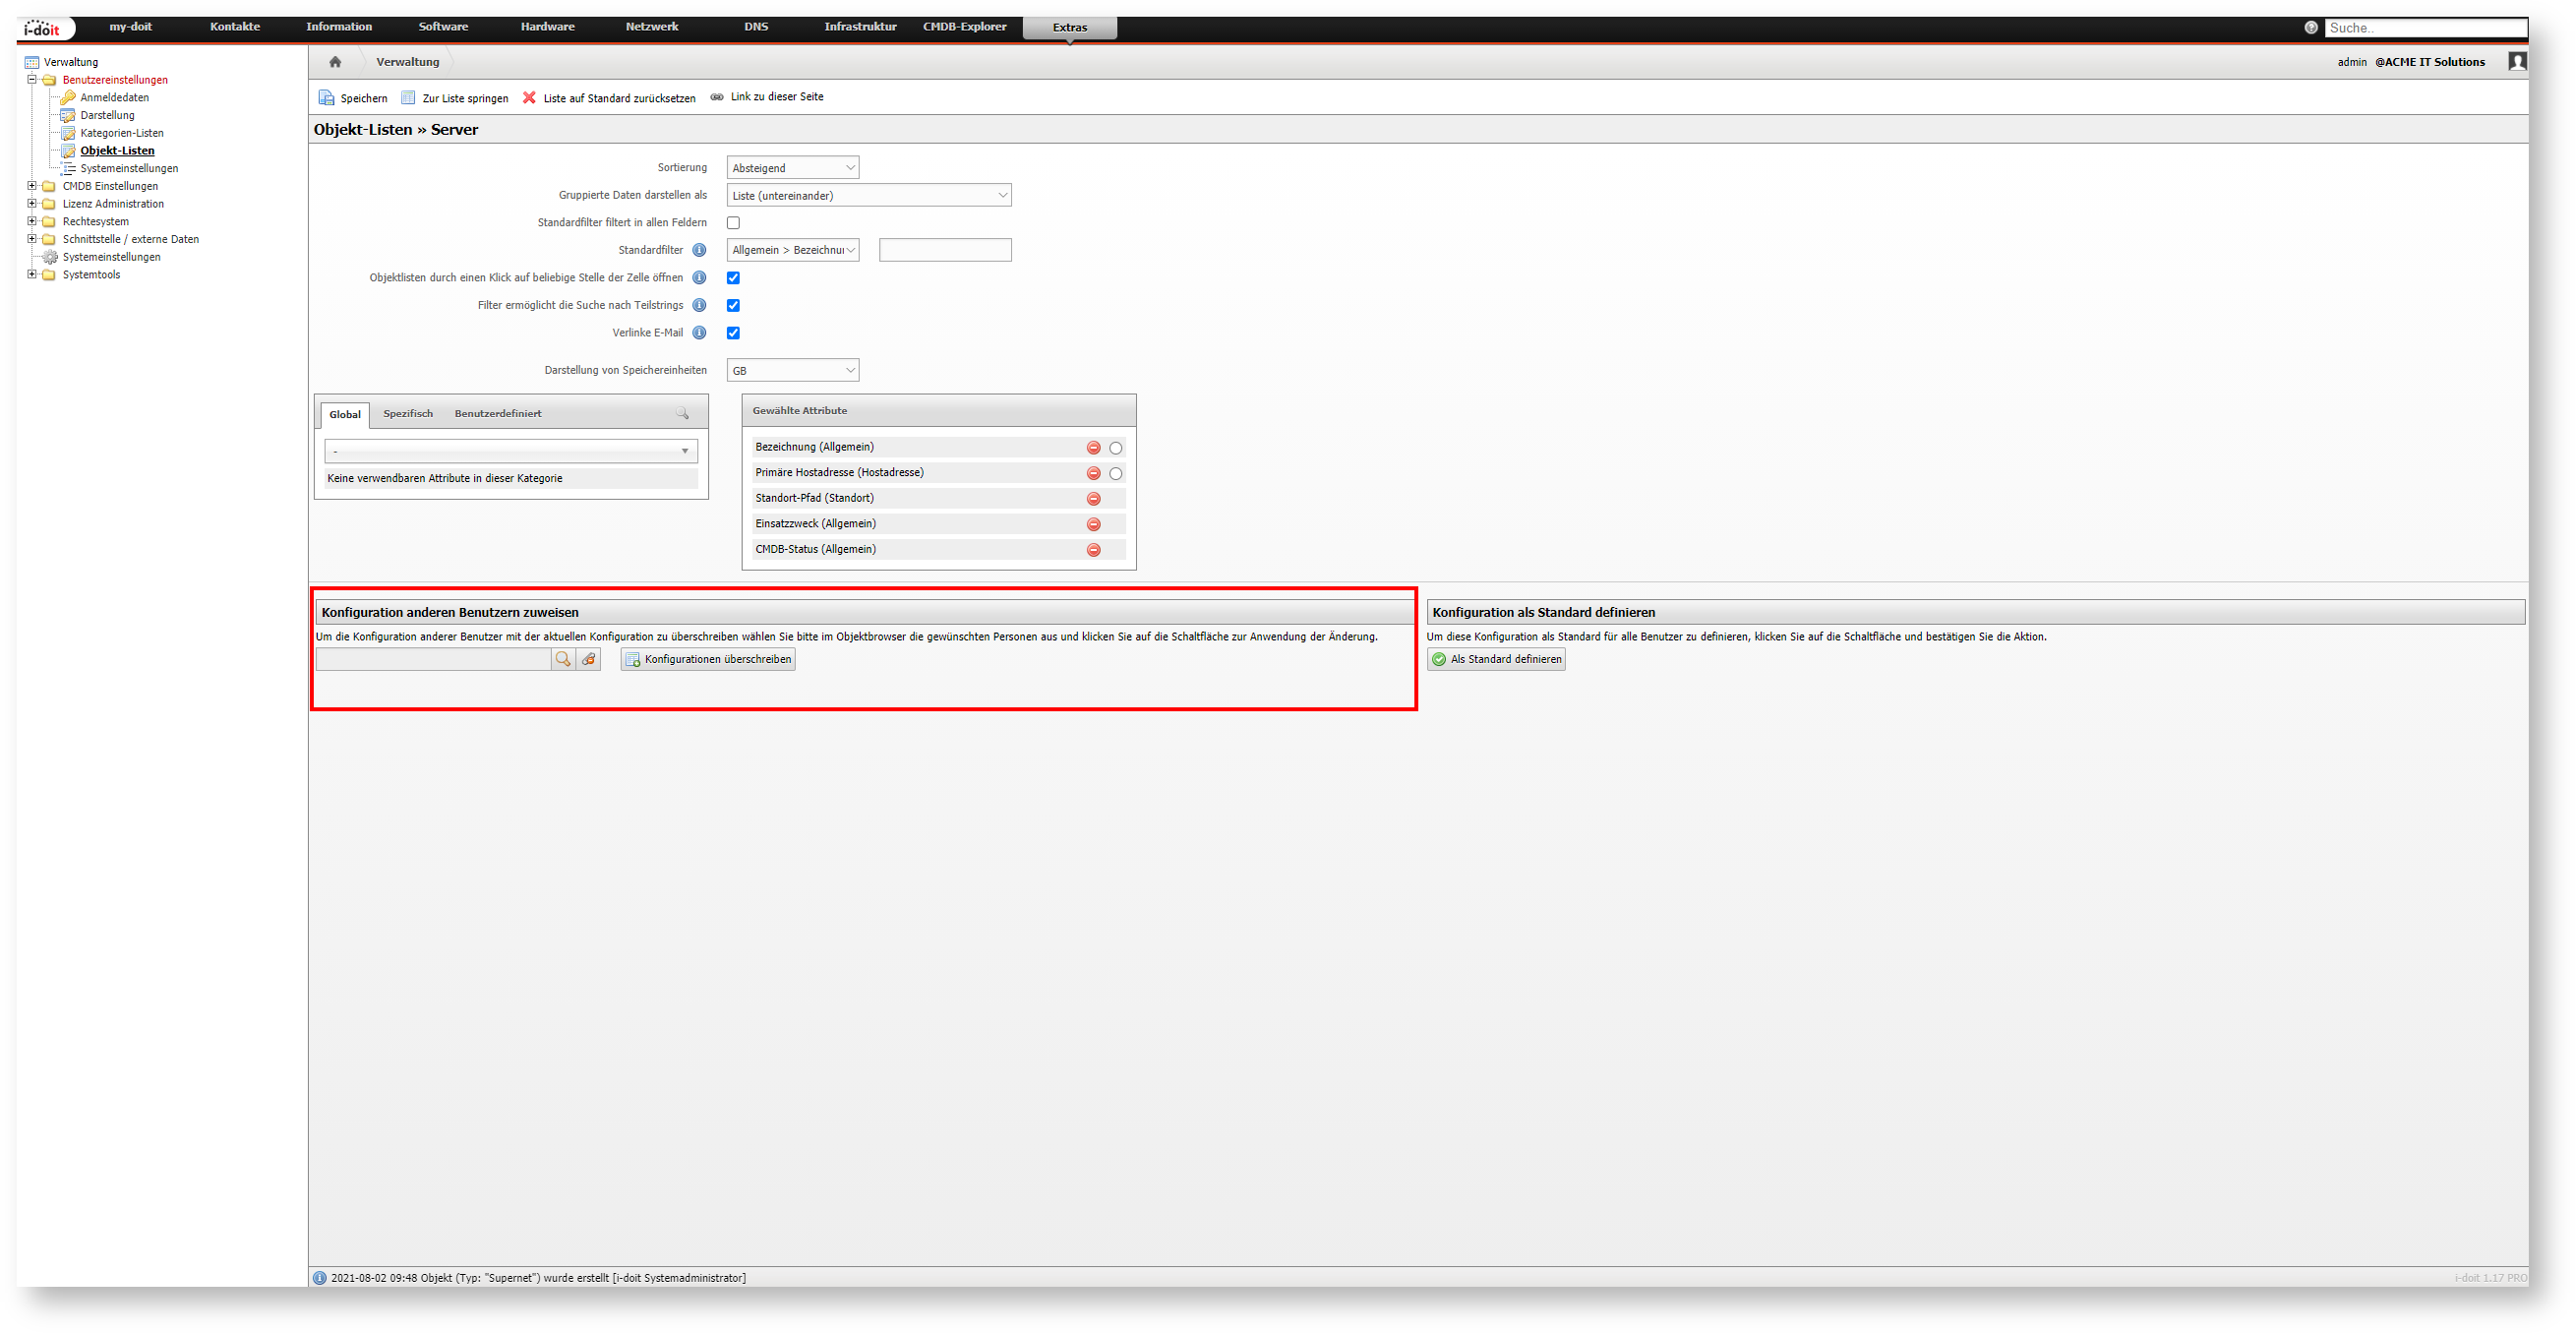 i-doit my-doit Kontakte Information Software Hardware Netzwerk DNS Infrastruktur CMDB-Explorer Extras Suche..
Verwaltung
Benutzereinstellungen
Anmeldedaten
Darstellung
Kategorien-Listen
Objekt-Listen
Systemeinstellungen
CMDB Einstellungen
Lizenz Administration
Rechtesystem
Schnittstelle / externe Daten
Systemeinstellungen
Systemtools
Verwaltung admin @ACME IT Solutions
Speichern Zur Liste springen Liste auf Standard zurücksetzen Link zu dieser Seite
Objekt-Listen » Server
Sortierung Absteigend
Gruppierte Daten darstellen als Liste (untereinander)
Standardfilter filtert in allen Feldern
Standardfilter Allgemein > Bezeichnu
Objektlisten durch einen Klick auf beliebige Stelle der Zelle öffnen
Filter ermöglicht die Suche nach Teilstrings
Verlinke E-Mail
Darstellung von Speichereinheiten GB
Global Spezifisch Benutzerdefiniert
-
Keine verwendbaren Attribute in dieser Kategorie
Gewählte Attribute
Bezeichnung (Allgemein)
Primäre Hostadresse (Hostadresse)
Standort-Pfad (Standort)
Einsatzzweck (Allgemein)
CMDB-Status (Allgemein)
Konfiguration anderen Benutzern zuweisen
Um die Konfiguration anderer Benutzer mit der aktuellen Konfiguration zu überschreiben wählen Sie bitte im Objektbrowser die gewünschten Personen aus und klicken Sie auf die Schaltfläche zur Anwendung der Änderung.
Konfigurationen überschreiben
Konfiguration als Standard definieren
Um diese Konfiguration als Standard für alle Benutzer zu definieren, klicken Sie auf die Schaltfläche und bestätigen Sie die Aktion.
Als Standard definieren
2021-08-02 09:48 Objekt (Typ: "Supernet") wurde erstellt [i-doit Systemadministrator]
i-doit 1.17 PRO